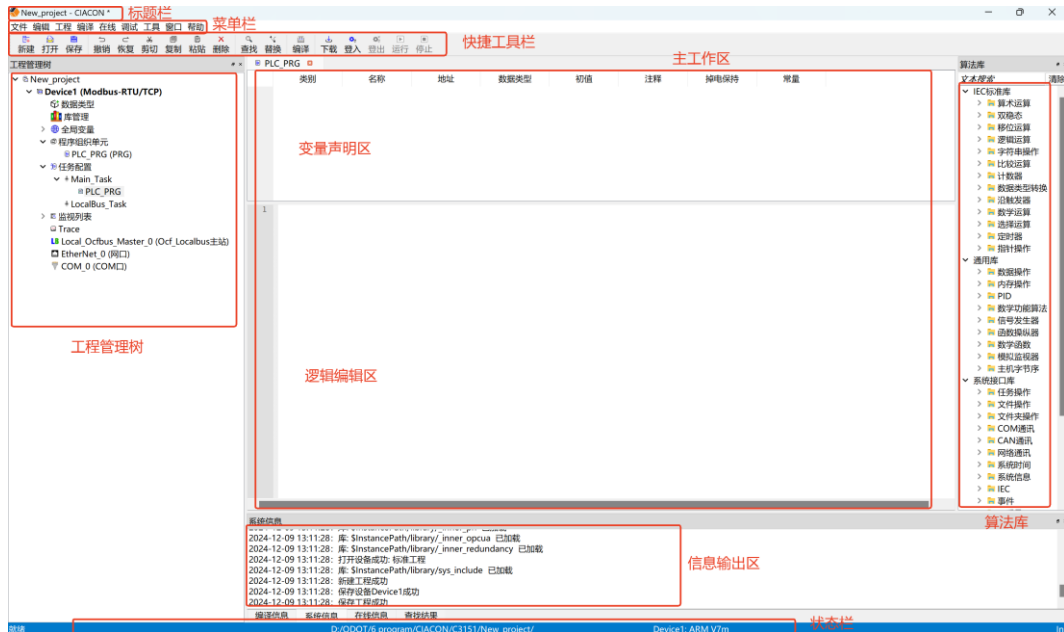 New_project - CIACON *
标题栏
文件 编辑 工程 编译 在线 调试 工具 窗口 帮助
菜单栏
新建 打开 保存 撤销 恢复 剪切 复制 粘贴 删除 查找 替换 编译 下载 登入 登出 运行 停止
快捷工具栏
工程管理树
New_project
Device1 (Modbus-RTU/TCP)
数据类型
库管理
全局变量
程序组织单元
PLC_PRG (PRG)
任务配置
Main_Task
PLC_PRG
LocalBus_Task
监视列表
Trace
Local_Ocfbus_Master_0 (Ocf_Localbus主站)
EtherNet_0 (网口)
COM_0 (COM口)
工程管理树
PLC_PRG
主工作区
类别 名称 地址 数据类型 初值 注释 掉电保持 常量
变量声明区
1
逻辑编辑区
算法库
文本搜索 清除
IEC标准库
算术运算
双稳态
移位运算
逻辑运算
字符串操作
比较运算
计数器
数据类型转换
沿触发器
数学运算
选择运算
定时器
指针操作
通用库
数据操作
内存操作
PID
数学功能算法
信号发生器
函数操纵器
数学函数
模拟监视器
主机字节序
系统接口库
任务操作
文件操作
文件夹操作
COM通讯
CAN通讯
网络通讯
系统时间
系统信息
IEC
事件
算法库
系统信息
2024-12-09 13:11:28: 库: $InstancePath/library/_inner_opcua 已加载
2024-12-09 13:11:28: 库: $InstancePath/library/_inner_redundancy 已加载
2024-12-09 13:11:28: 打开设备成功: 标准工程
2024-12-09 13:11:28: 库: $InstancePath/library/sys_include 已加载
2024-12-09 13:11:28: 新建工程成功
2024-12-09 13:11:28: 保存设备Device1成功
2024-12-09 13:11:28: 保存工程成功
信息输出区
编译信息 系统信息 在线信息 查找结果
状态栏
就绪 D:/ODOT/6 program/CIACON/C3151/New_project/ Device1: ARM V7m